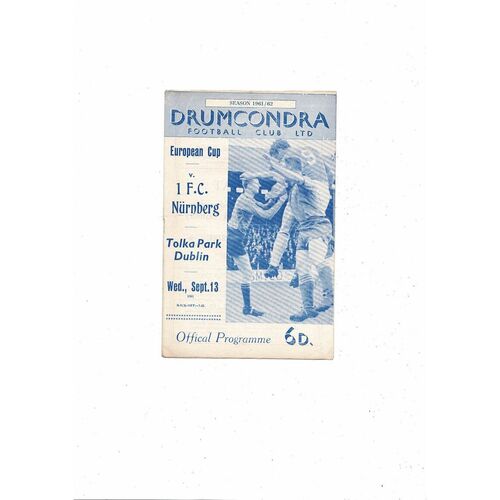 SEASON 1961/62
DRUMCONDRA
FOOTBALL CLUB LTD
European Cup
v.
1 F.C.
Nürnberg
Tolka Park
Dublin
Wed., Sept. 13
1961
Offical Programme 6D.